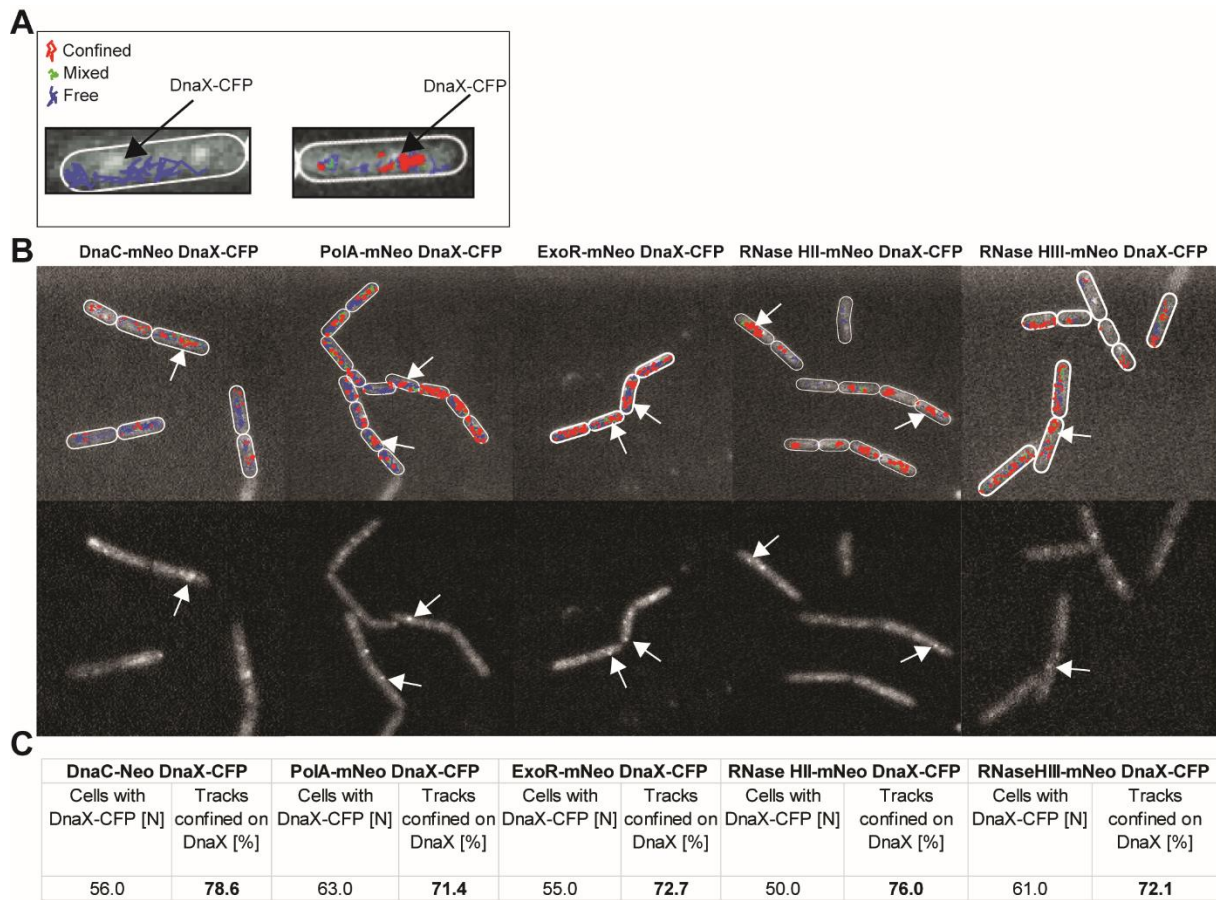 A
Confined
Mixed
Free
DnaX-CFP
DnaX-CFP
B
DnaC-mNeo DnaX-CFP
PolA-mNeo DnaX-CFP
ExoR-mNeo DnaX-CFP
RNase HII-mNeo DnaX-CFP
RNase HIII-mNeo DnaX-CFP
C
DnaC-Neo DnaX-CFP
PolA-mNeo DnaX-CFP
ExoR-mNeo DnaX-CFP
RNase HII-mNeo DnaX-CFP
RNaseHIII-mNeo DnaX-CFP
Cells with
DnaX-CFP [N]
Tracks
confined on
DnaX [%]
Cells with
DnaX-CFP [N]
Tracks
confined on
DnaX [%]
Cells with
DnaX-CFP [N]
Tracks
confined on
DnaX [%]
Cells with
DnaX-CFP [N]
Tracks
confined on
DnaX [%]
Cells with
DnaX-CFP [N]
Tracks
confined on
DnaX [%]
56.0
78.6
63.0
71.4
55.0
72.7
50.0
76.0
61.0
72.1